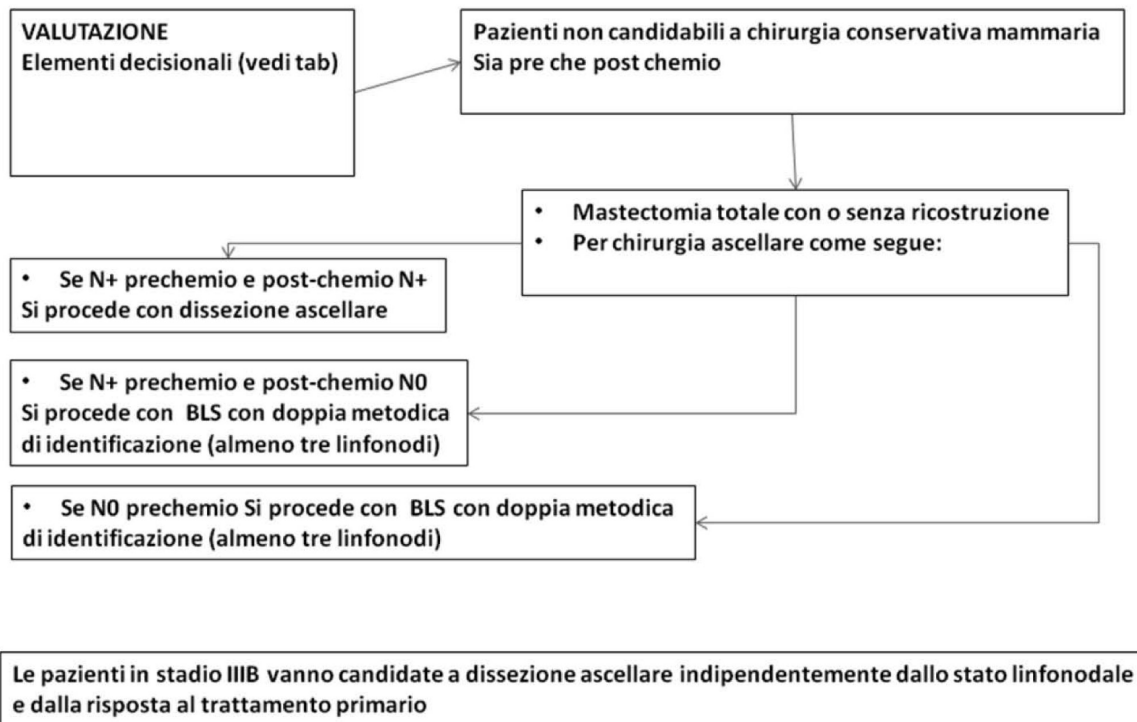 VALUTAZIONE
Elementi decisionali (vedi tab)
Pazienti non candidabili a chirurgia conservativa mammaria
Sia pre che post chemio
• Mastectomia totale con o senza ricostruzione
• Per chirurgia ascellare come segue:
• Se N+ prechemio e post-chemio N+
Si procede con dissezione ascellare
• Se N+ prechemio e post-chemio N0
Si procede con BLS con doppia metodica
di identificazione (almeno tre linfonodi)
• Se N0 prechemio Si procede con BLS con doppia metodica
di identificazione (almeno tre linfonodi)
Le pazienti in stadio IIIB vanno candidate a dissezione ascellare indipendentemente dallo stato linfonodale
e dalla risposta al trattamento primario